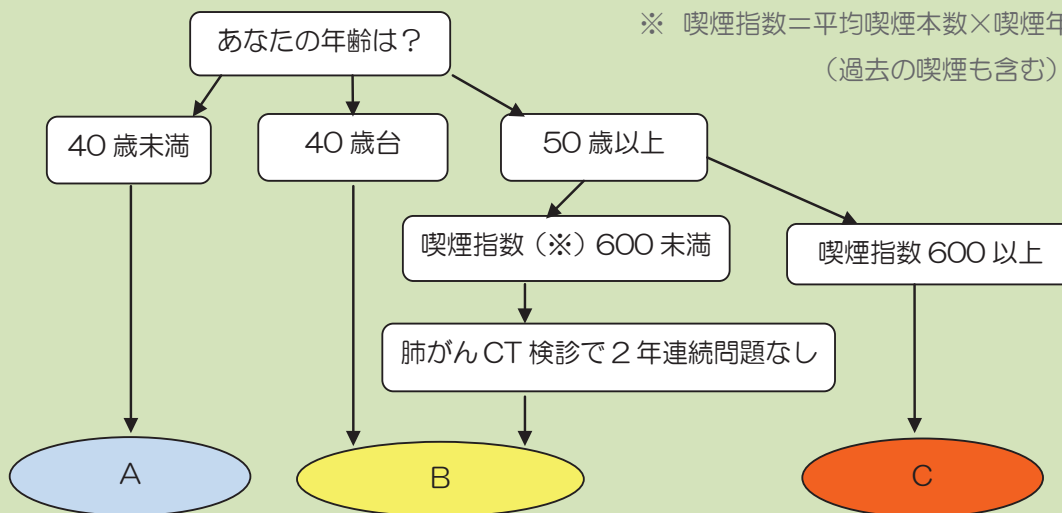 ※ 喫煙指数＝平均喫煙本数×喫煙年
（過去の喫煙も含む）
あなたの年齢は？
40 歳未満
40 歳台
50 歳以上
喫煙指数（※）600 未満
喫煙指数 600 以上
肺がん CT 検診で 2 年連続問題なし
A
B
C